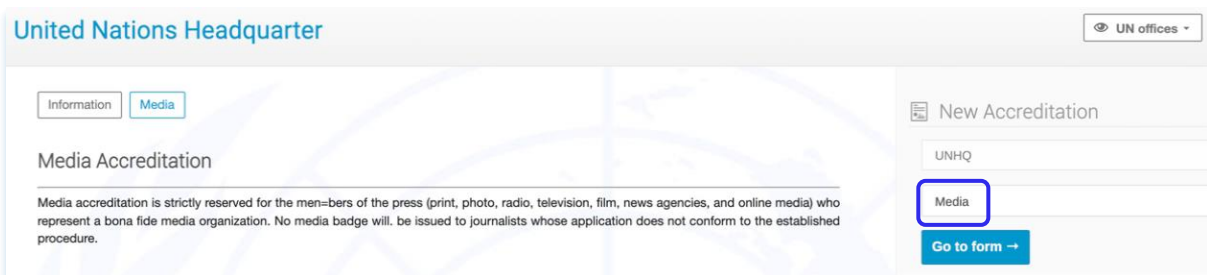 United Nations Headquarter
UN offices
Information
Media
Media Accreditation
Media accreditation is strictly reserved for the men=bers of the press (print, photo, radio, television, film, news agencies, and online media) who
represent a bona fide media organization. No media badge will. be issued to journalists whose application does not conform to the established
procedure.
New Accreditation
UNHQ
Media
Go to form →